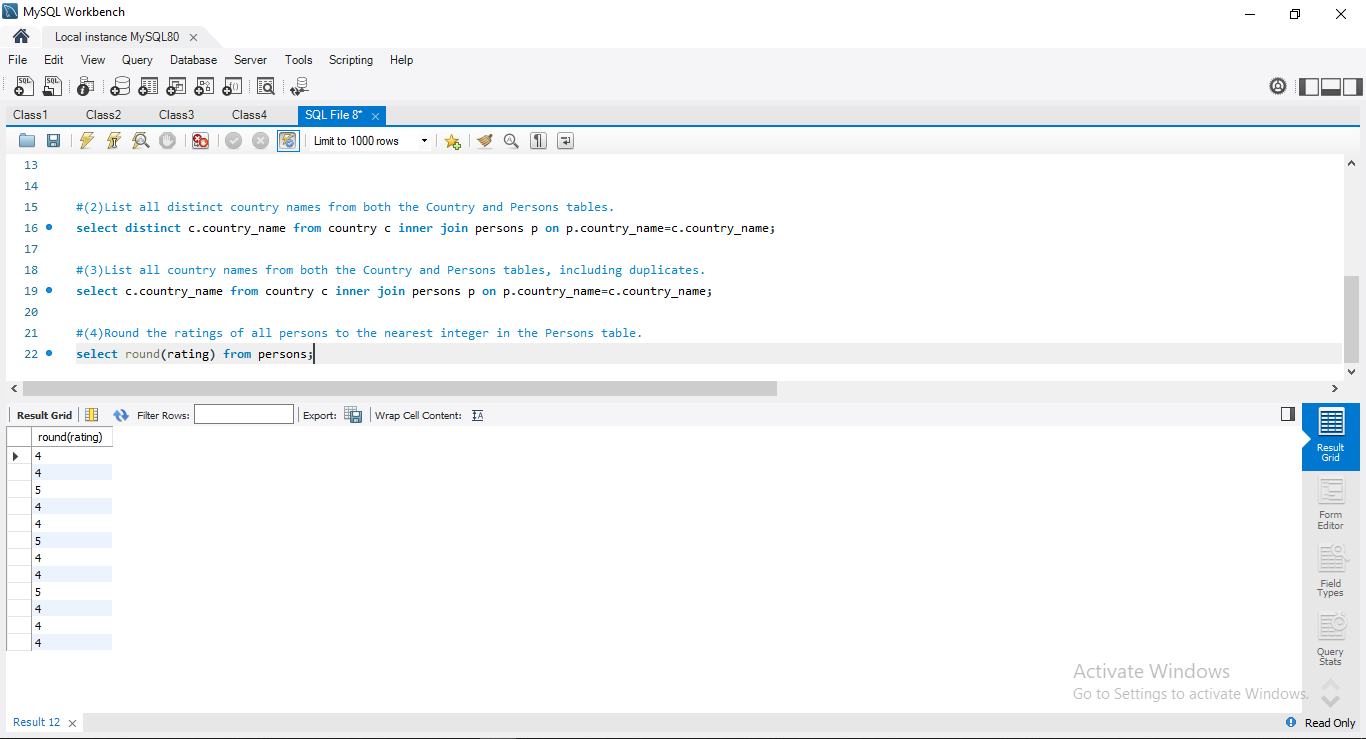 MySQL Workbench
Local instance MySQL80
File Edit View Query Database Server Tools Scripting Help
Class1 Class2 Class3 Class4 SQL File 8*
Limit to 1000 rows
13
14
15 #(2)List all distinct country names from both the Country and Persons tables.
16 select distinct c.country_name from country c inner join persons p on p.country_name=c.country_name;
17
18 #(3)List all country names from both the Country and Persons tables, including duplicates.
19 select c.country_name from country c inner join persons p on p.country_name=c.country_name;
20
21 #(4)Round the ratings of all persons to the nearest integer in the Persons table.
22 select round(rating) from persons;
Result Grid Filter Rows: Export: Wrap Cell Content:
round(rating)
4
4
5
4
4
5
4
4
5
4
4
4
Result
Grid
Form
Editor
Field
Types
Query
Stats
Activate Windows
Go to Settings to activate Windows.
Result 12
Read Only